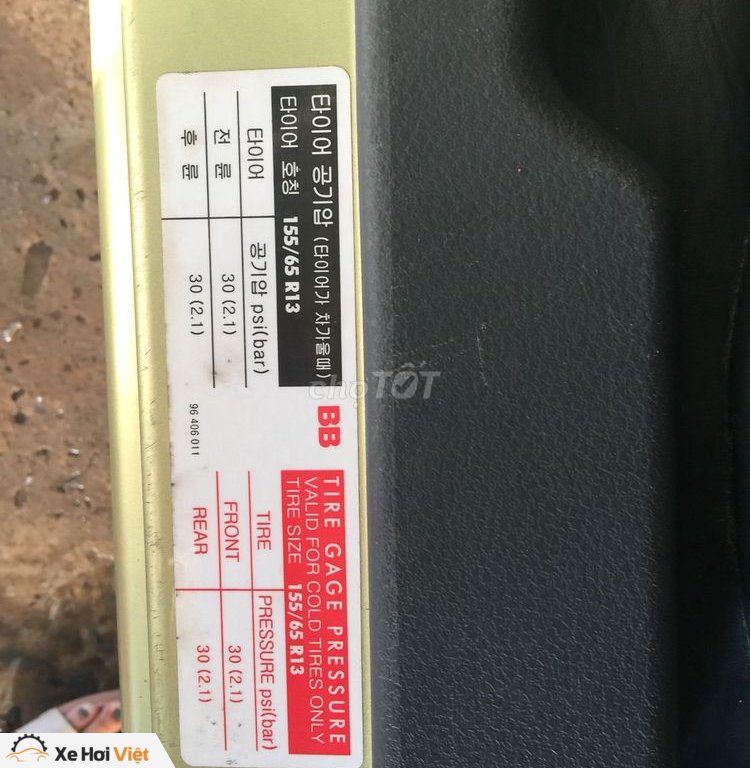 타이어 공기압 (타이어가 차가울때)
타이어 호칭 155/65 R13
타이어 공기압 psi(bar)
전 륜 30 (2.1)
후 륜 30 (2.1)
BB
96 406 011
TIRE GAGE PRESSURE
VALID FOR COLD TIRES ONLY
TIRE SIZE 155/65 R13
TIRE PRESSURE psi(bar)
FRONT 30 (2.1)
REAR 30 (2.1)
chợTỐT
Xe Hơi Việt